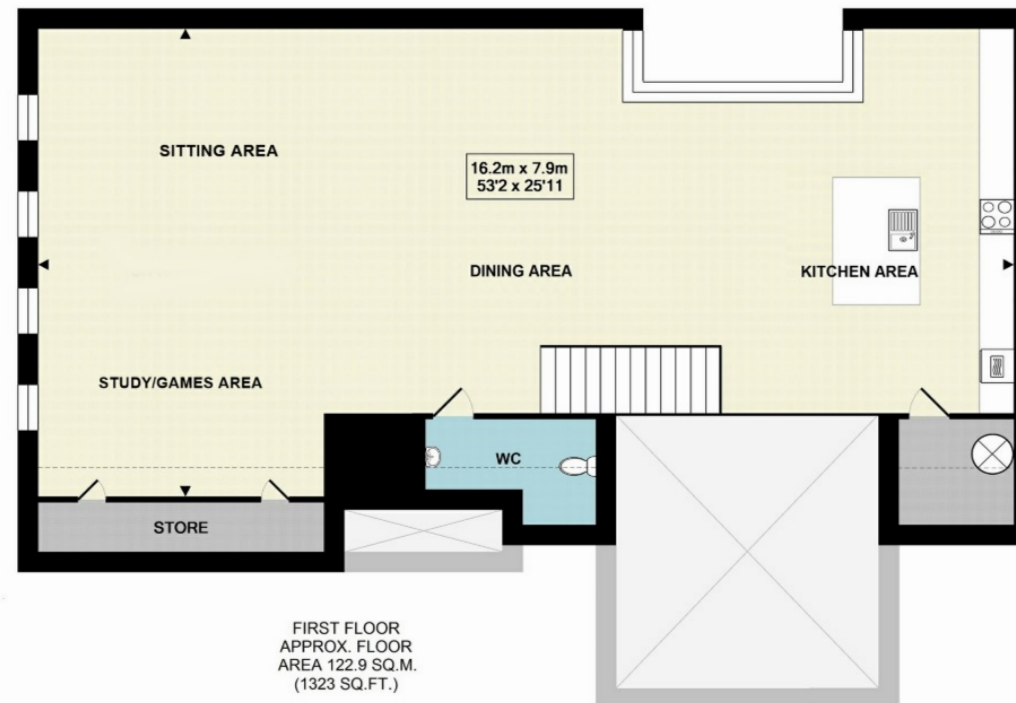 SITTING AREA
16.2m x 7.9m
53'2 x 25'11
DINING AREA
KITCHEN AREA
STUDY/GAMES AREA
WC
STORE
FIRST FLOOR
APPROX. FLOOR
AREA 122.9 SQ.M.
(1323 SQ.FT.)